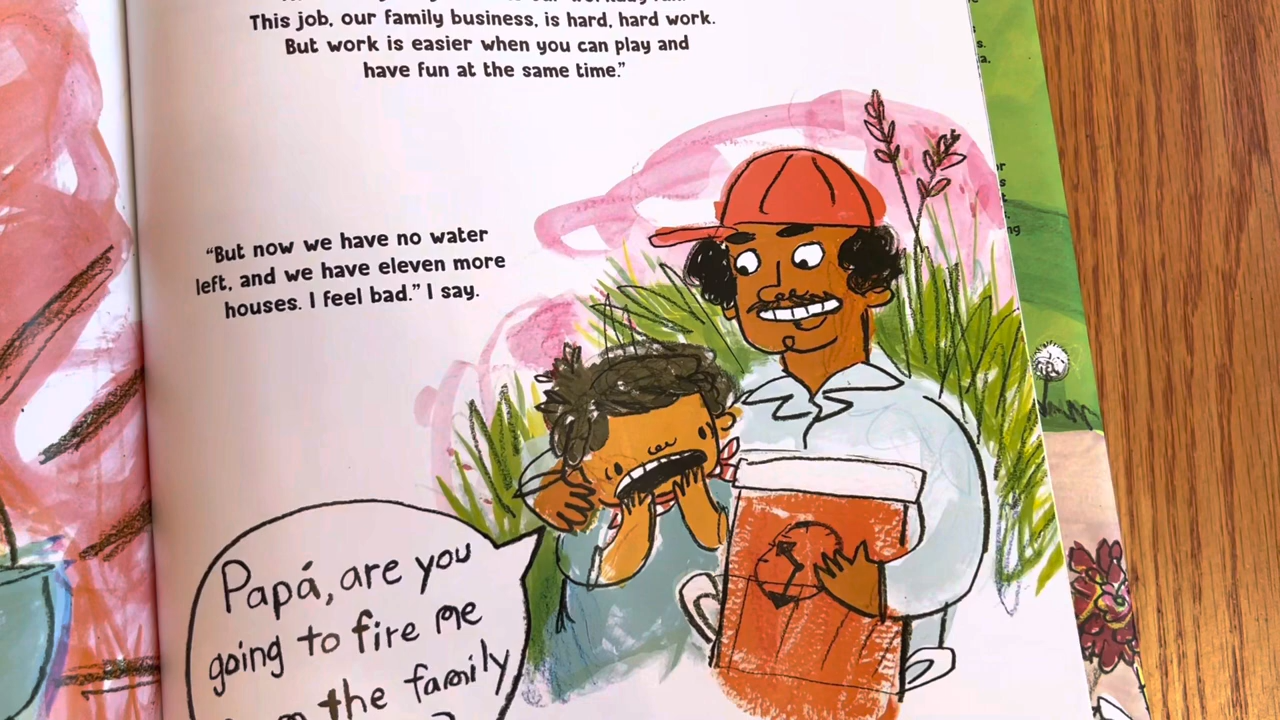 This job, our family business, is hard, hard work.
But work is easier when you can play and
have fun at the same time.”
“But now we have no water
left, and we have eleven more
houses. I feel bad.” I say.
Papá, are you
going to fire me
the family